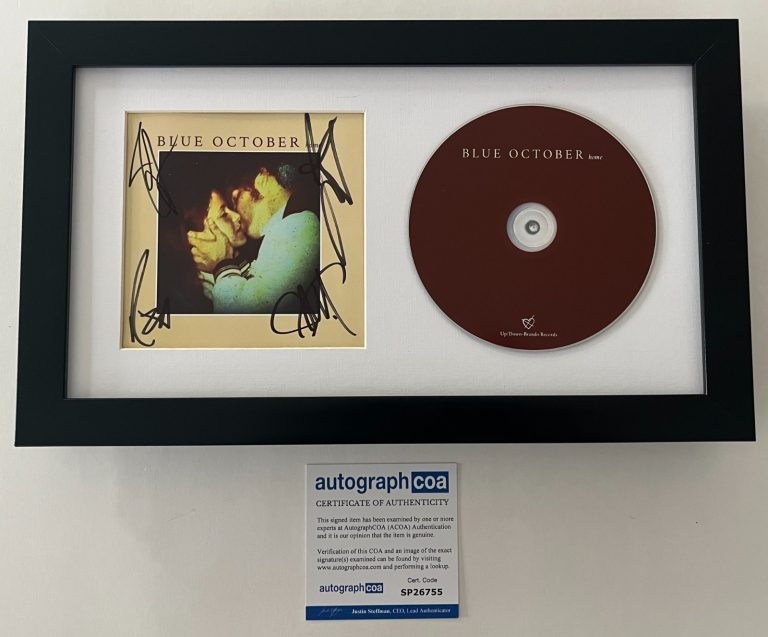 BLUE OCTOBER home
BLUE OCTOBER home
Up/Down-Brando Records
autographcoa
CERTIFICATE OF AUTHENTICITY
This signed item has been examined by one or more
experts at AutographCOA (ACOA) Authentication
and it is our opinion that the item is genuine.
Verification of this COA and an image of the exact
signature(s) examined can be found by visiting
www.autographcoa.com and performing a lookup.
autographcoa
Cert. Code
SP26755
Justin Steffman, CEO, Lead Authenticator